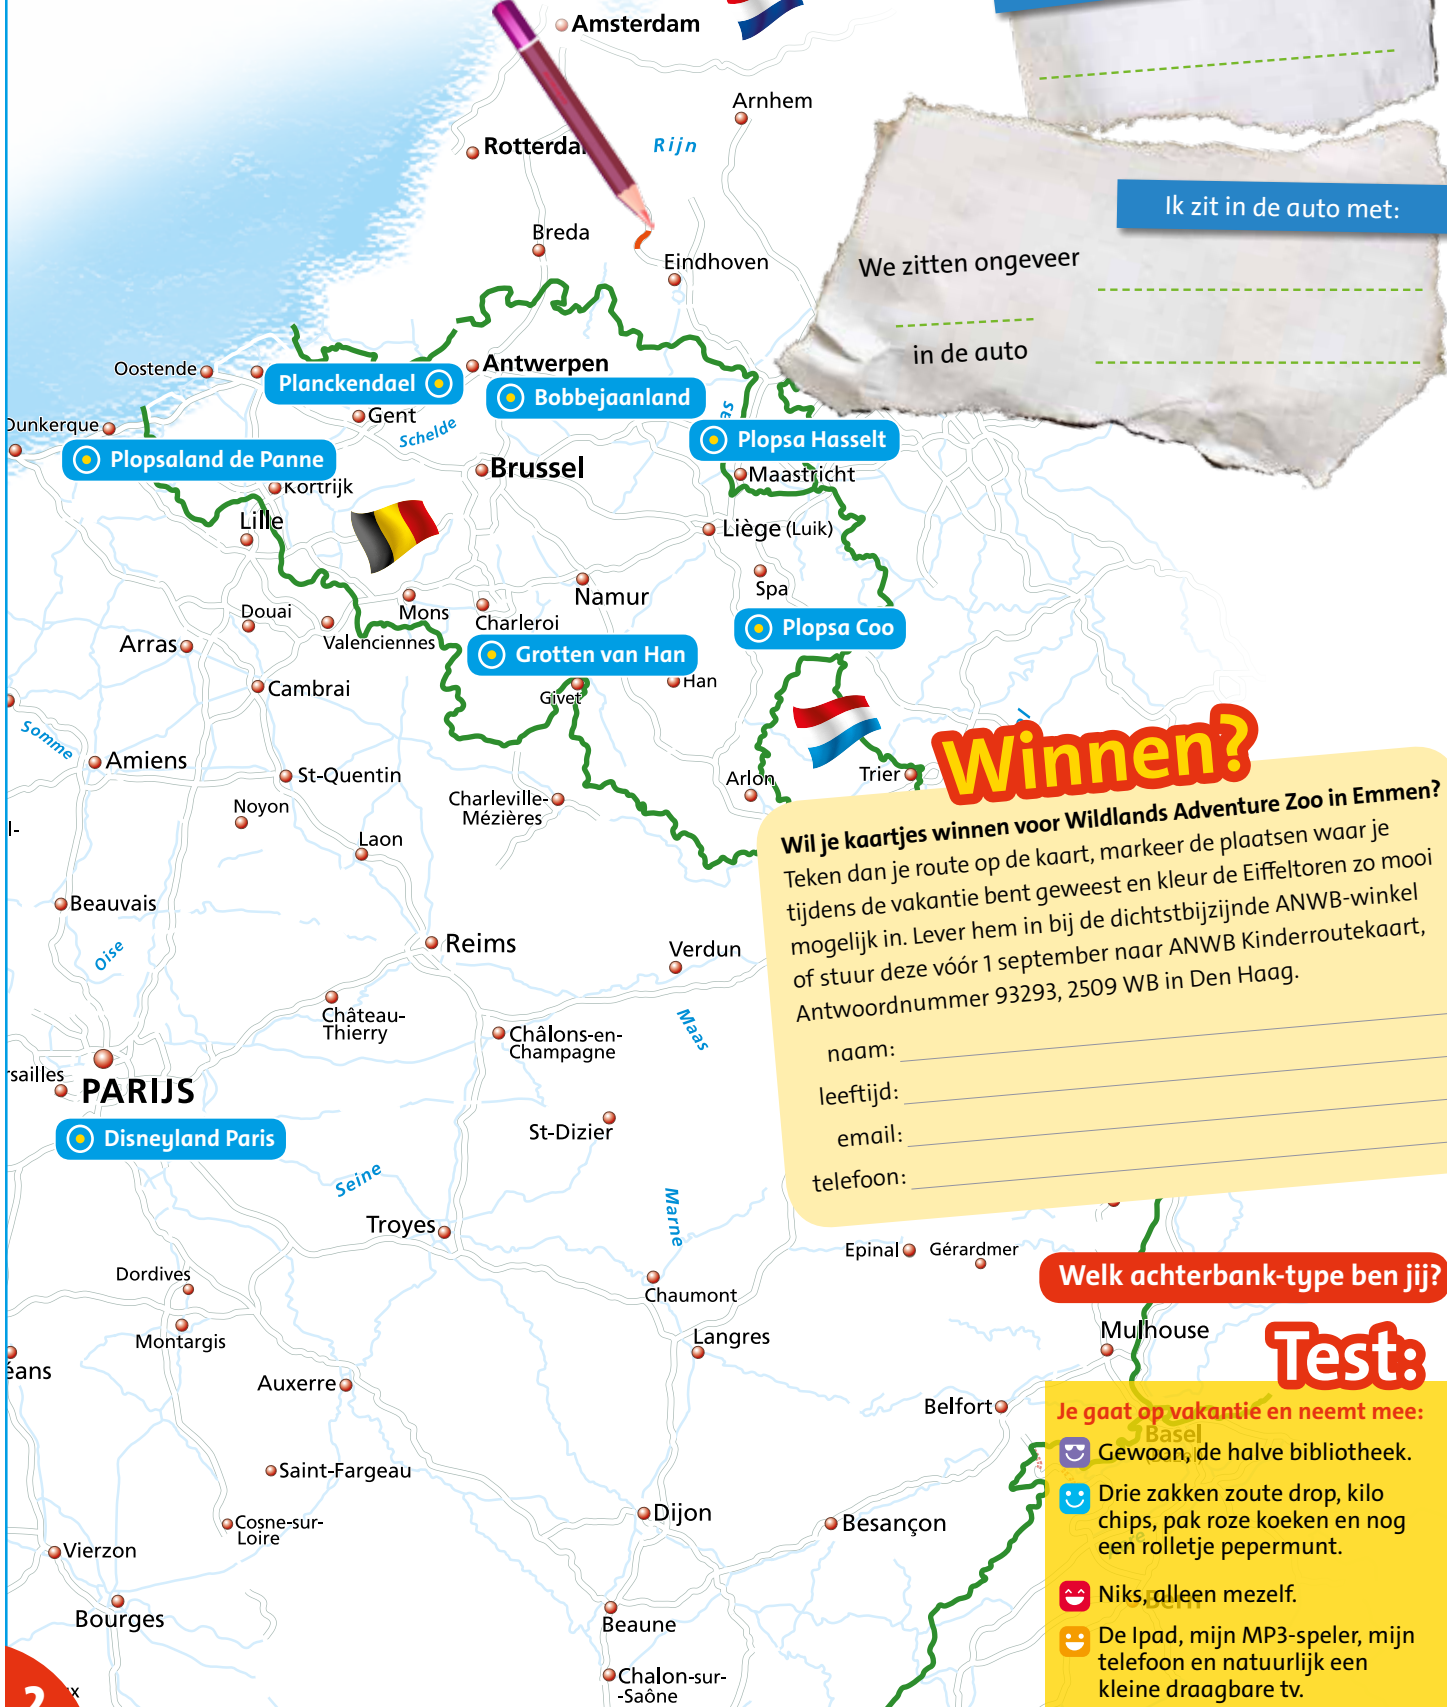 Amsterdam
Arnhem
Rijn
Breda
Eindhoven
Ik zit in de auto met:
We zitten ongeveer
in de auto
Oostende
Planckendael
Antwerpen
Bobbejaanland
Gent
Schelde
Plopsa Hasselt
Plopsaland de Panne
Brussel
Maastricht
Kortrijk
Lille
Liège (Luik)
Spa
Namur
Mons
Charleroi
Douai
Valenciennes
Arras
Plopsa Coo
Grotten van Han
Han
Givet
Cambrai
Somme
Amiens
St-Quentin
Noyon
Charleville-
Mézières
Arlon
Trier
Laon
Beauvais
Oise
Reims
Verdun
Château-
Thierry
Châlons-en-
Champagne
Maas
PARIJS
Disneyland Paris
St-Dizier
Seine
Marne
Troyes
Epinal
Gérardmer
Dordives
Chaumont
Montargis
Langres
Mulhouse
Auxerre
Belfort
Saint-Fargeau
Cosne-sur-
Loire
Dijon
Besançon
Vierzon
Bourges
Beaune
Chalon-sur-
-Saône
2
Winnen?
Wil je kaartjes winnen voor Wildlands Adventure Zoo in Emmen?
Teken dan je route op de kaart, markeer de plaatsen waar je
tijdens de vakantie bent geweest en kleur de Eiffeltoren zo mooi
mogelijk in. Lever hem in bij de dichtstbijzijnde ANWB-winkel
of stuur deze vóór 1 september naar ANWB Kinderroutekaart,
Antwoordnummer 93293, 2509 WB in Den Haag.
naam:
leeftijd:
email:
telefoon:
Welk achterbank-type ben jij?
Test:
Je gaat op vakantie en neemt mee:
Basel
Gewoon, de halve bibliotheek.
Drie zakken zoute drop, kilo
chips, pak roze koeken en nog
een rolletje pepermunt.
Niks, alleen mezelf.
Bern
De Ipad, mijn MP3-speler, mijn
telefoon en natuurlijk een
kleine draagbare tv.